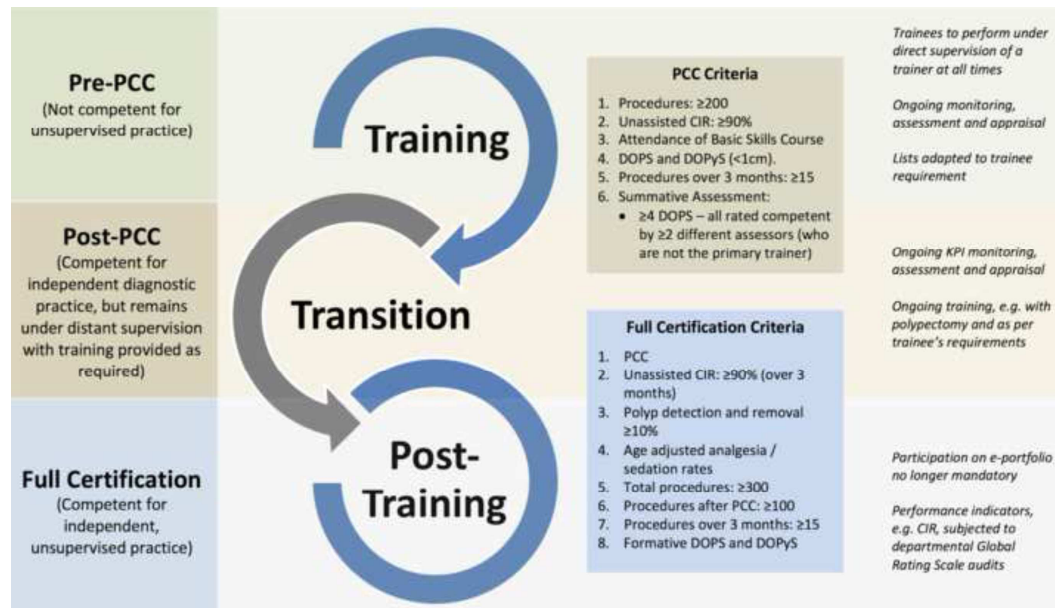 Pre-PCC
(Not competent for
unsupervised practice)
Post-PCC
(Competent for
independent diagnostic
practice, but remains
under distant supervision
with training provided as
required)
Full Certification
(Competent for
independent,
unsupervised practice)
Training
Transition
Post-
Training
PCC Criteria
1. Procedures: ≥200
2. Unassisted CIR: ≥90%
3. Attendance of Basic Skills Course
4. DOPS and DOPyS (<1cm).
5. Procedures over 3 months: ≥15
6. Summative Assessment:
• ≥4 DOPS – all rated competent
by ≥2 different assessors (who
are not the primary trainer)
Full Certification Criteria
1. PCC
2. Unassisted CIR: ≥90% (over 3
months)
3. Polyp detection and removal
≥10%
4. Age adjusted analgesia /
sedation rates
5. Total procedures: ≥300
6. Procedures after PCC: ≥100
7. Procedures over 3 months: ≥15
8. Formative DOPS and DOPyS
Trainees to perform under
direct supervision of a
trainer at all times
Ongoing monitoring,
assessment and appraisal
Lists adapted to trainee
requirement
Ongoing KPI monitoring,
assessment and appraisal
Ongoing training, e.g. with
polypectomy and as per
trainee's requirements
Participation on e-portfolio
no longer mandatory
Performance indicators,
e.g. CIR, subjected to
departmental Global
Rating Scale audits